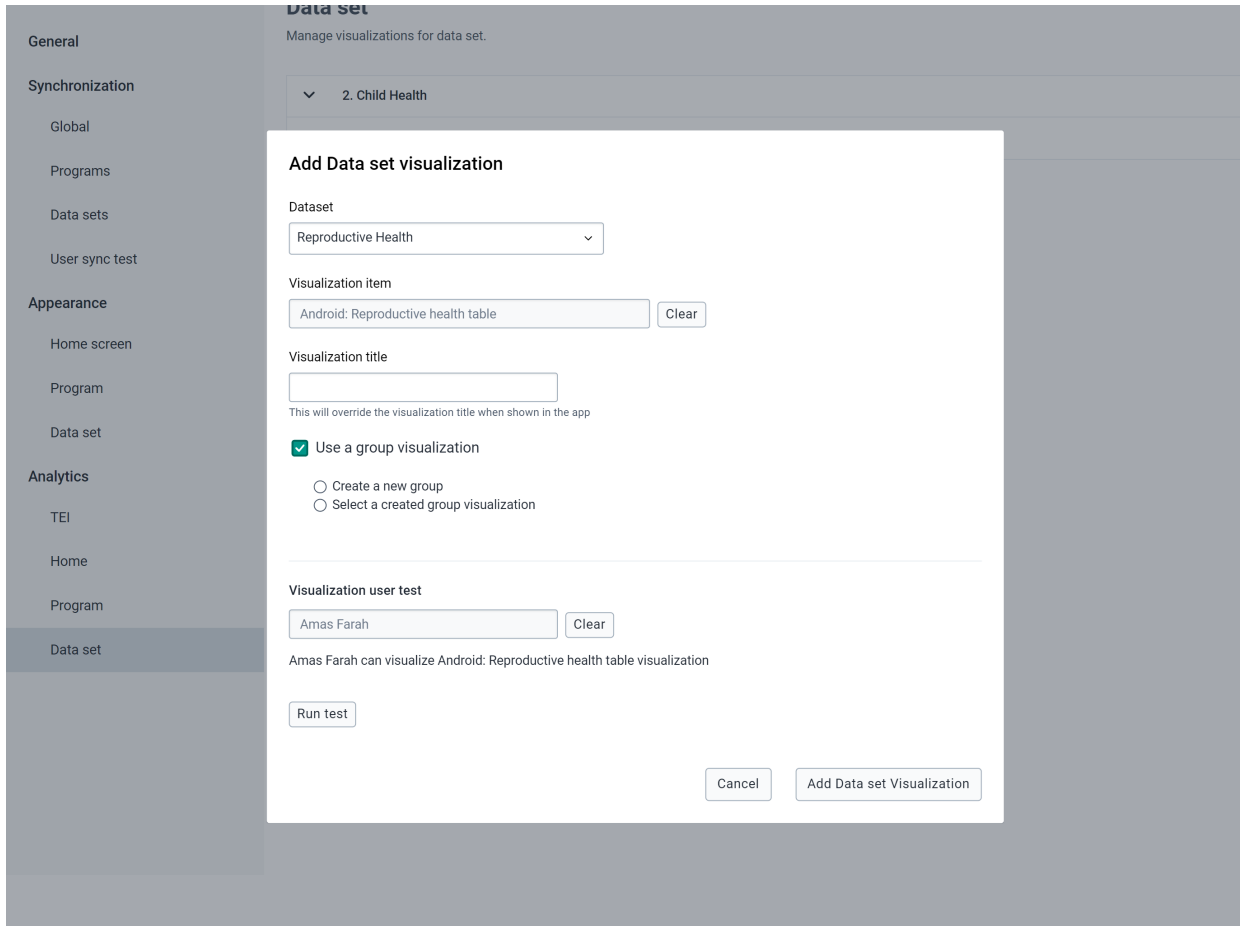 Data set
Manage visualizations for data set.
General
Synchronization
Global
Programs
Data sets
User sync test
Appearance
Home screen
Program
Data set
Analytics
TEI
Home
Program
Data set
2. Child Health
Add Data set visualization
Dataset
Reproductive Health
Visualization item
Android: Reproductive health table
Clear
Visualization title
This will override the visualization title when shown in the app
Use a group visualization
Create a new group
Select a created group visualization
Visualization user test
Amas Farah
Clear
Amas Farah can visualize Android: Reproductive health table visualization
Run test
Cancel
Add Data set Visualization